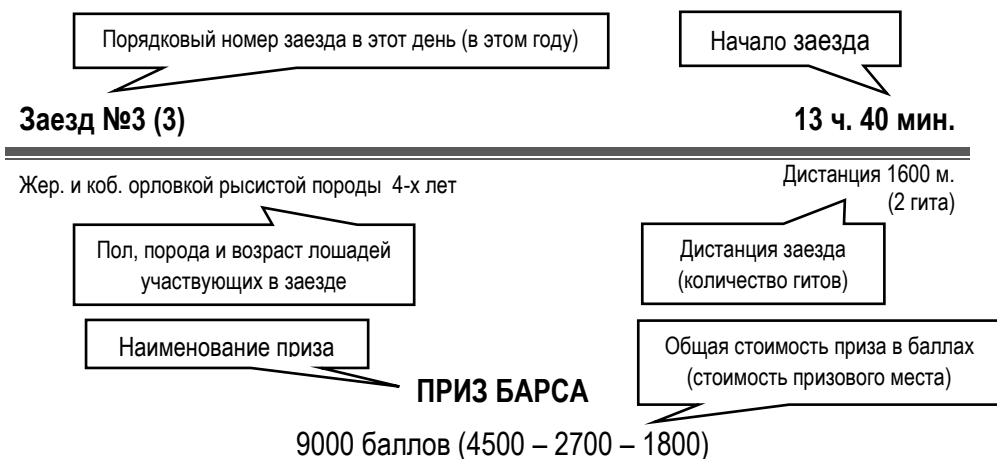 Порядковый номер заезда в этот день (в этом году)
Начало заезда
Заезд №3 (3)
13 ч. 40 мин.
Жер. и коб. орловкой рысистой породы 4-х лет
Дистанция 1600 м.
(2 гита)
Пол, порода и возраст лошадей
участвующих в заезде
Дистанция заезда
(количество гитов)
Наименование приза
Общая стоимость приза в баллах
(стоимость призового места)
ПРИЗ БАРСА
9000 баллов (4500 – 2700 – 1800)